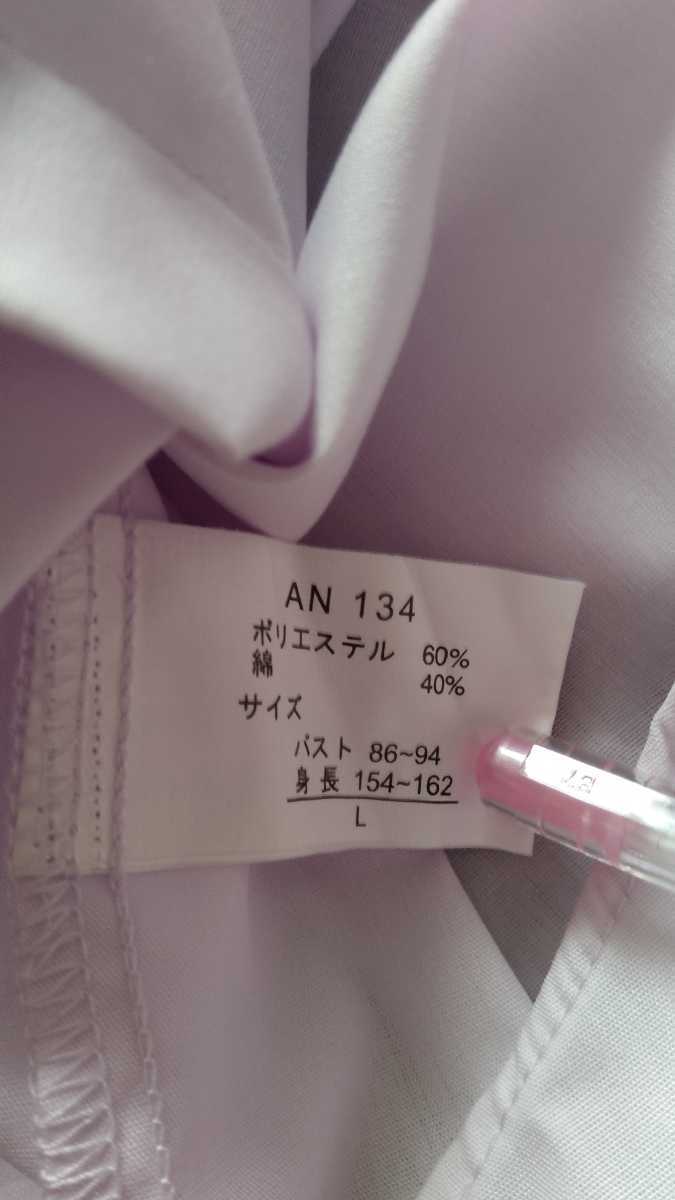 AN 134
ポリエステル 60%
綿 40%
サイズ
バスト 86~94
身長 154~162
L